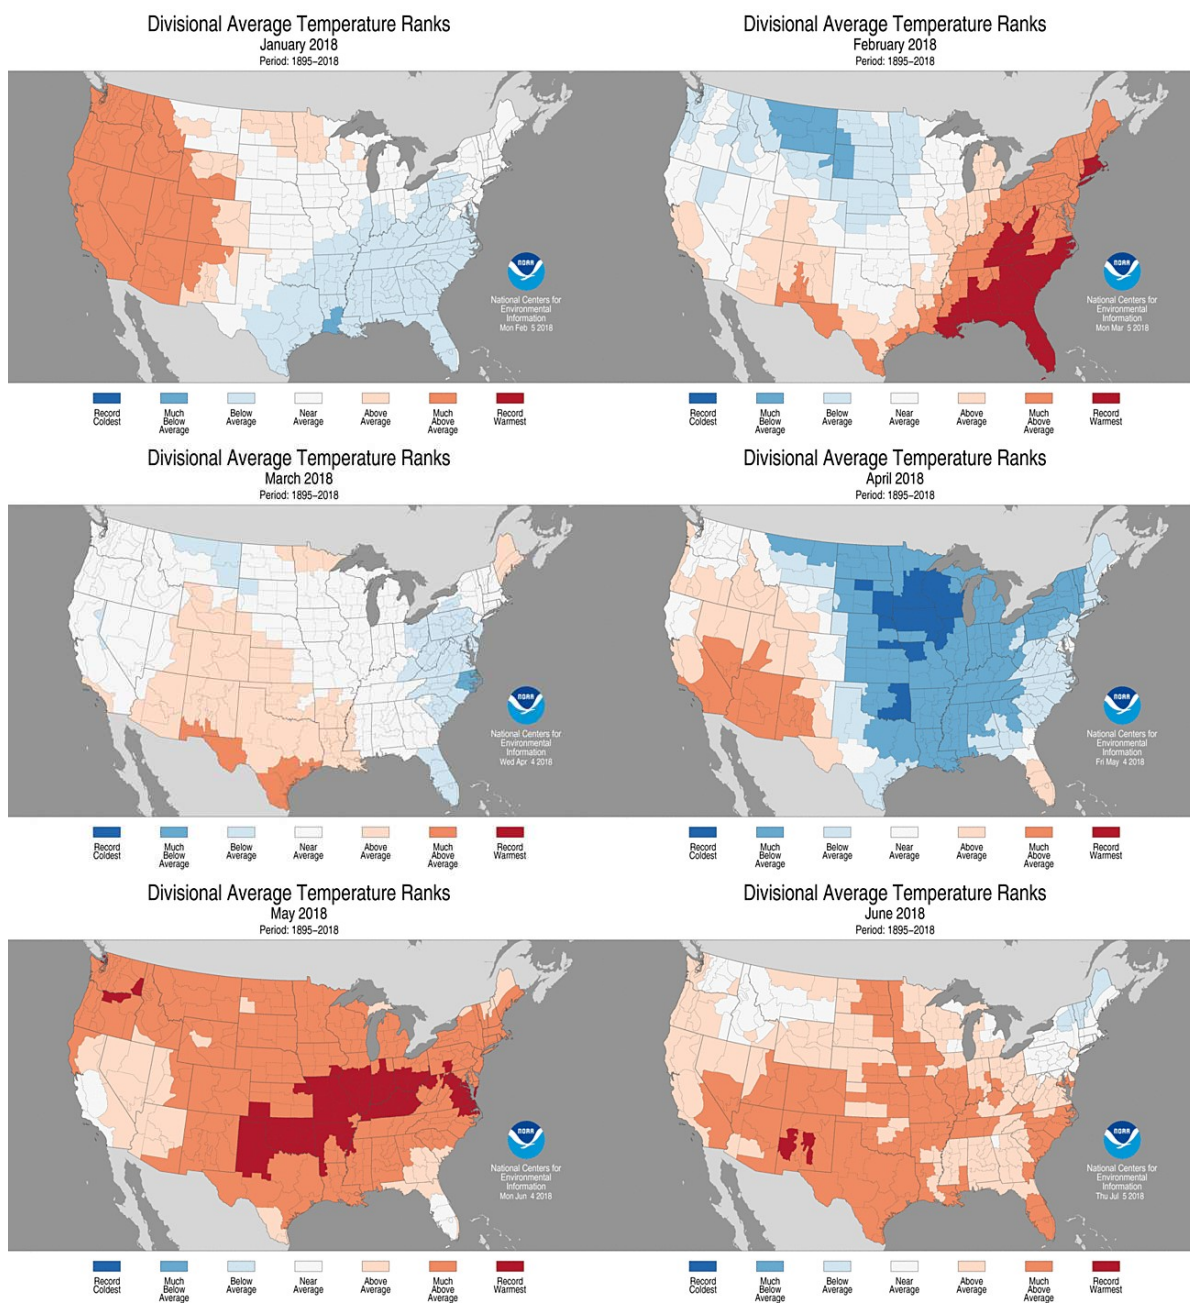 Divisional Average Temperature Ranks
January 2018
Period: 1895–2018
NOAA
National Centers for
Environmental
Information
Mon Feb 5 2018
Record
Coldest
Much
Below
Average
Below
Average
Near
Average
Above
Average
Much
Above
Average
Record
Warmest
Divisional Average Temperature Ranks
February 2018
Period: 1895–2018
NOAA
National Centers for
Environmental
Information
Mon Mar 5 2018
Record
Coldest
Much
Below
Average
Below
Average
Near
Average
Above
Average
Much
Above
Average
Record
Warmest
Divisional Average Temperature Ranks
March 2018
Period: 1895–2018
NOAA
National Centers for
Environmental
Information
Wed Apr 4 2018
Record
Coldest
Much
Below
Average
Below
Average
Near
Average
Above
Average
Much
Above
Average
Record
Warmest
Divisional Average Temperature Ranks
April 2018
Period: 1895–2018
NOAA
National Centers for
Environmental
Information
Fri May 4 2018
Record
Coldest
Much
Below
Average
Below
Average
Near
Average
Above
Average
Much
Above
Average
Record
Warmest
Divisional Average Temperature Ranks
May 2018
Period: 1895–2018
NOAA
National Centers for
Environmental
Information
Mon Jun 4 2018
Record
Coldest
Much
Below
Average
Below
Average
Near
Average
Above
Average
Much
Above
Average
Record
Warmest
Divisional Average Temperature Ranks
June 2018
Period: 1895–2018
NOAA
National Centers for
Environmental
Information
Thu Jul 5 2018
Record
Coldest
Much
Below
Average
Below
Average
Near
Average
Above
Average
Much
Above
Average
Record
Warmest